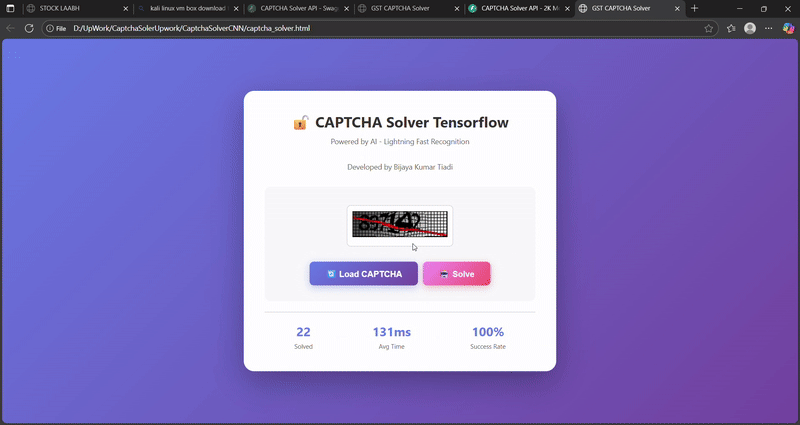 STOCK LAABH
kali linux vm box download
CAPTCHA Solver API - Swag
GST CAPTCHA Solver
CAPTCHA Solver API - 2K M
GST CAPTCHA Solver
File D:/UpWork/CaptchaSolerUpwork/CaptchaSolverCNN/captcha_solver.html
CAPTCHA Solver Tensorflow
Powered by AI - Lightning Fast Recognition
Developed by Bijaya Kumar Tiadi
Load CAPTCHA
Solve
22
Solved
131ms
Avg Time
100%
Success Rate